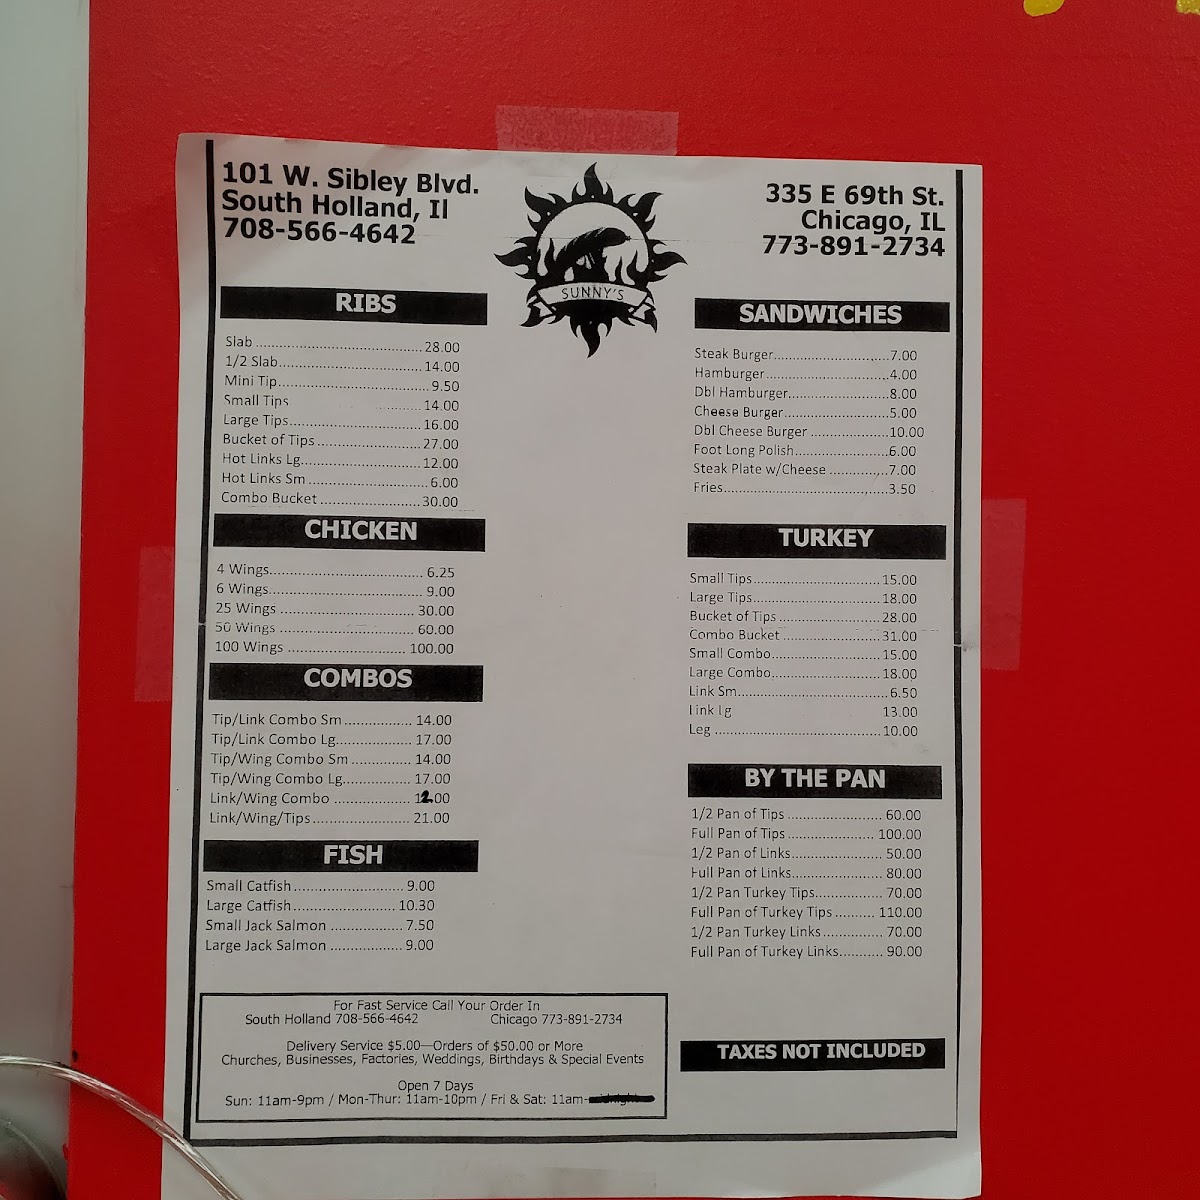 101 W. Sibley Blvd.
South Holland, Il
708-566-4642
SUNNY'S
335 E 69th St.
Chicago, IL
773-891-2734
RIBS
Slab ........................................28.00
1/2 Slab...................................14.00
Mini Tip.....................................9.50
Small Tips ............14.00
Large Tips................................16.00
Bucket of Tips .........................27.00
Hot Links Lg.............................12.00
Hot Links Sm ..............................6.00
Combo Bucket .........................30.00
CHICKEN
4 Wings..................................... 6.25
6 Wings..................................... 9.00
25 Wings ................................ 30.00
50 Wings ................................ 60.00
100 Wings ............................ 100.00
COMBOS
Tip/Link Combo Sm ................ 14.00
Tip/Link Combo Lg.................. 17.00
Tip/Wing Combo Sm .............. 14.00
Tip/Wing Combo Lg................ 17.00
Link/Wing Combo .................. 12.00
Link/Wing/Tips....................... 21.00
FISH
Small Catfish .......................... 9.00
Large Catfish......................... 10.30
Small Jack Salmon .................. 7.50
Large Jack Salmon .................. 9.00
SANDWICHES
Steak Burger...........................7.00
Hamburger.............................4.00
Dbl Hamburger.......................8.00
Cheese Burger........................5.00
Dbl Cheese Burger ..................10.00
Foot Long Polish......................6.00
Steak Plate w/Cheese ..............7.00
Fries.......................................3.50
TURKEY
Small Tips..............................15.00
Large Tips..............................18.00
Bucket of Tips ........................28.00
Combo Bucket .......................31.00
Small Combo..........................15.00
Large Combo..........................18.00
Link Sm...................................6.50
Link Lg 13.00
Leg .......................................10.00
BY THE PAN
1/2 Pan of Tips ....................... 60.00
Full Pan of Tips ..................... 100.00
1/2 Pan of Links...................... 50.00
Full Pan of Links...................... 80.00
1/2 Pan Turkey Tips................ 70.00
Full Pan of Turkey Tips .......... 110.00
1/2 Pan Turkey Links............... 70.00
Full Pan of Turkey Links........... 90.00
For Fast Service Call Your Order In
South Holland 708-566-4642 Chicago 773-891-2734
Delivery Service $5.00—Orders of $50.00 or More
Churches, Businesses, Factories, Weddings, Birthdays & Special Events
Open 7 Days
Sun: 11am-9pm / Mon-Thur: 11am-10pm / Fri & Sat: 11am-
TAXES NOT INCLUDED